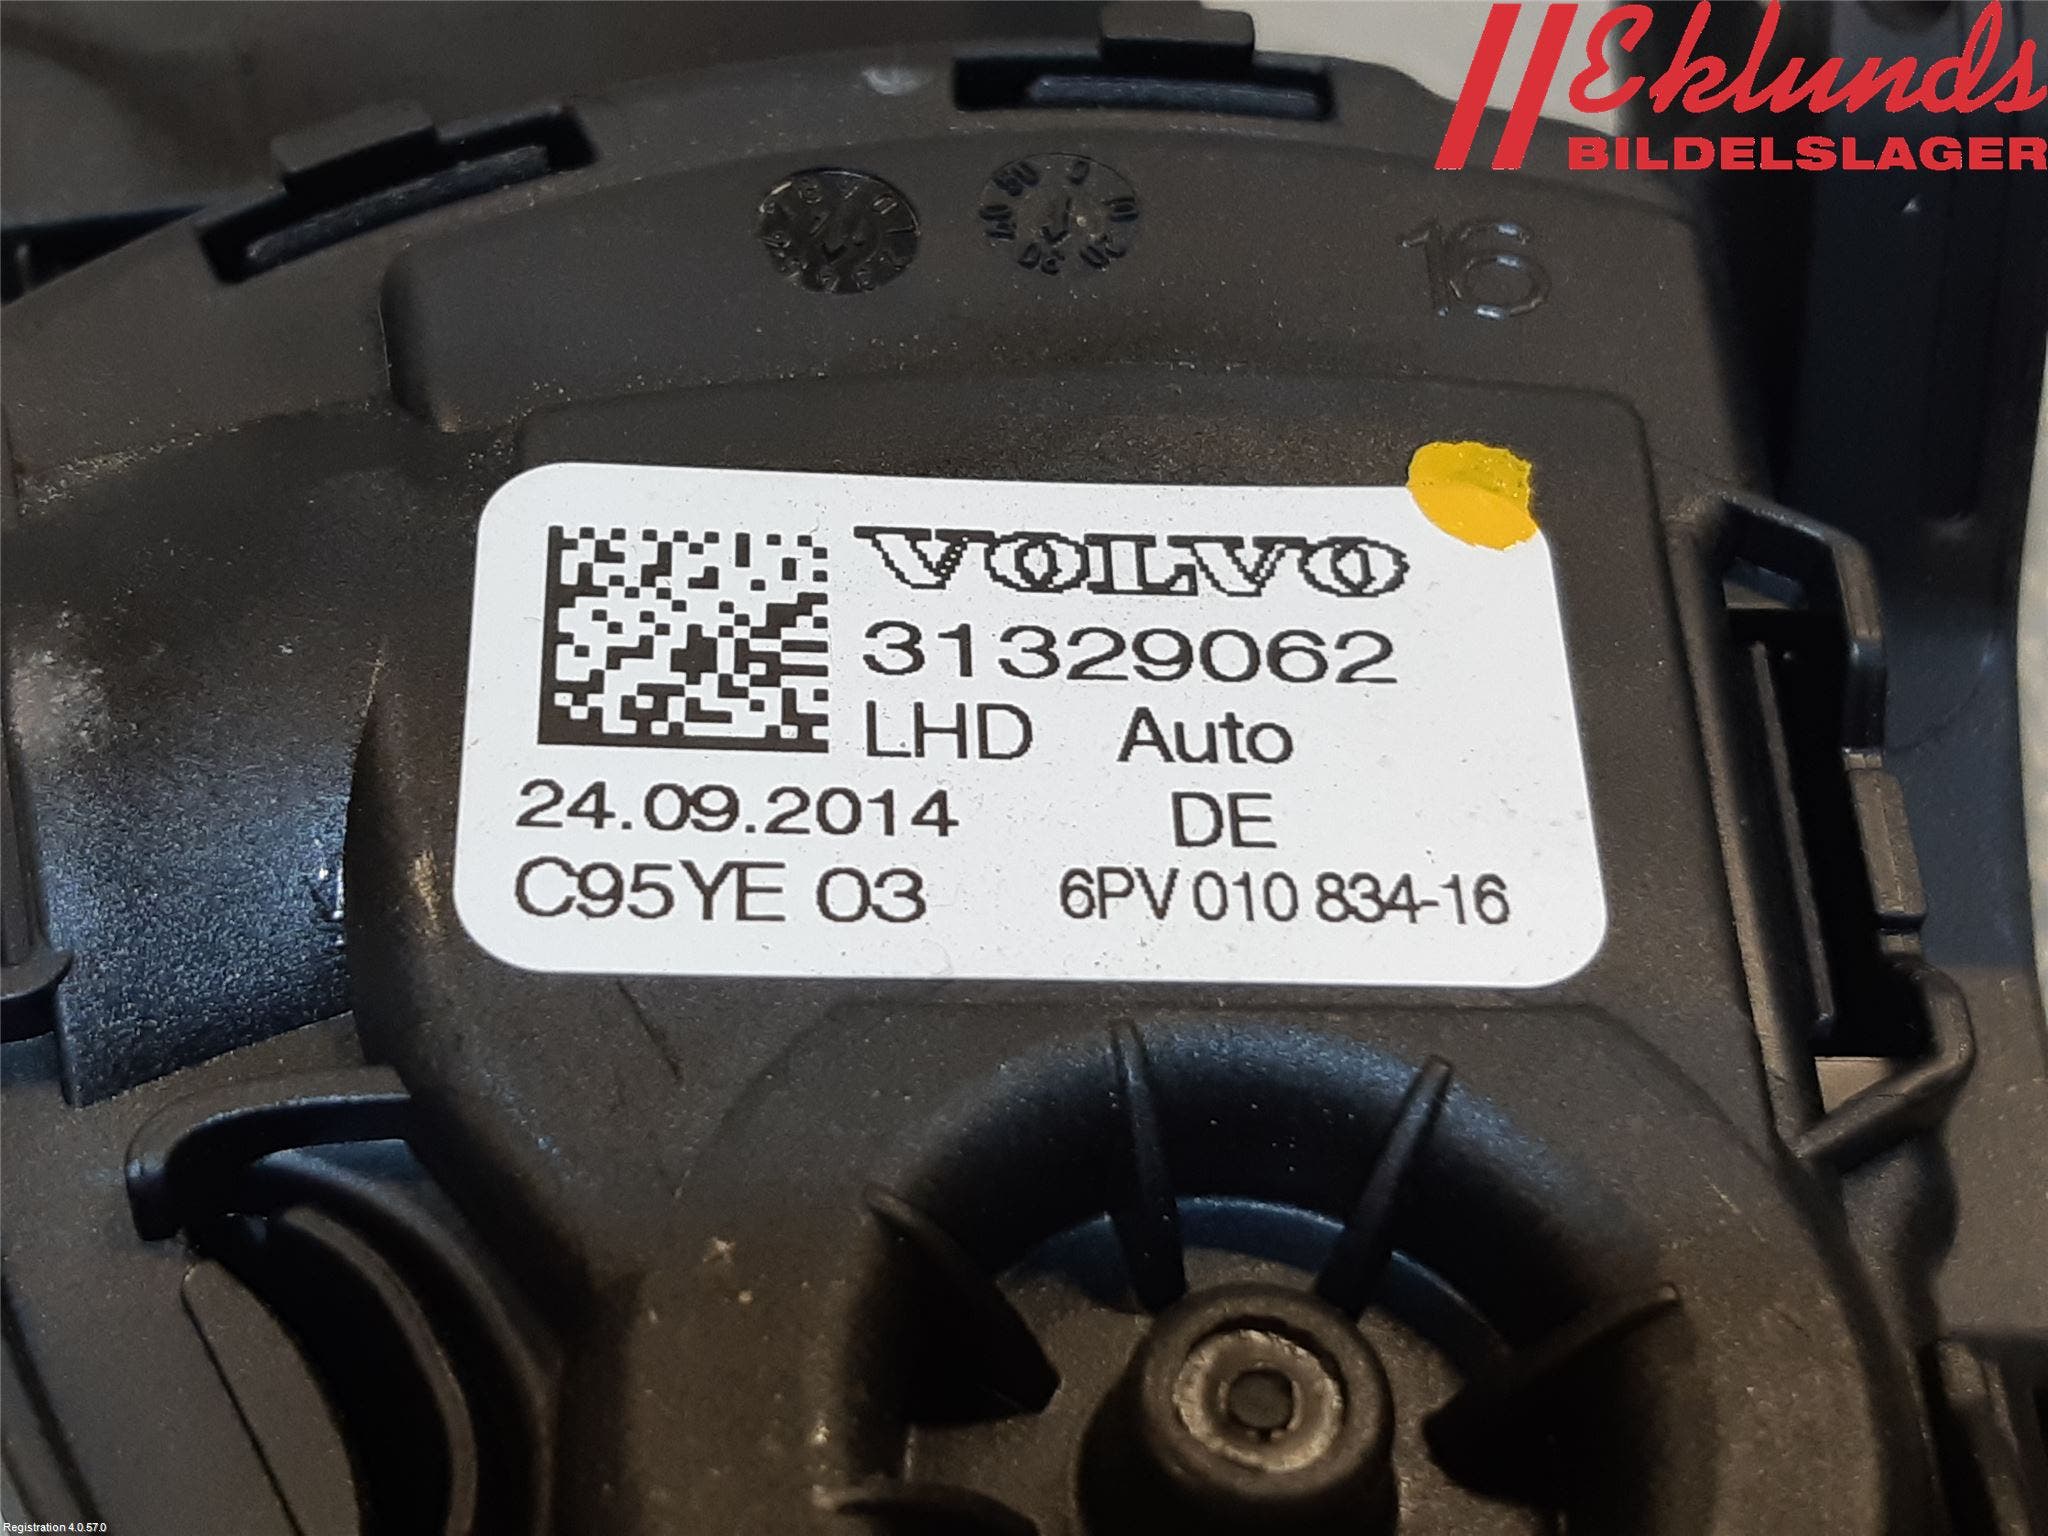 Eklunds
BILDELSLAGER
16
VOLVO
31329062
LHD Auto
24.09.2014 DE
C95YE 03 6PV 010 834-16
Registration 4.0.57.0